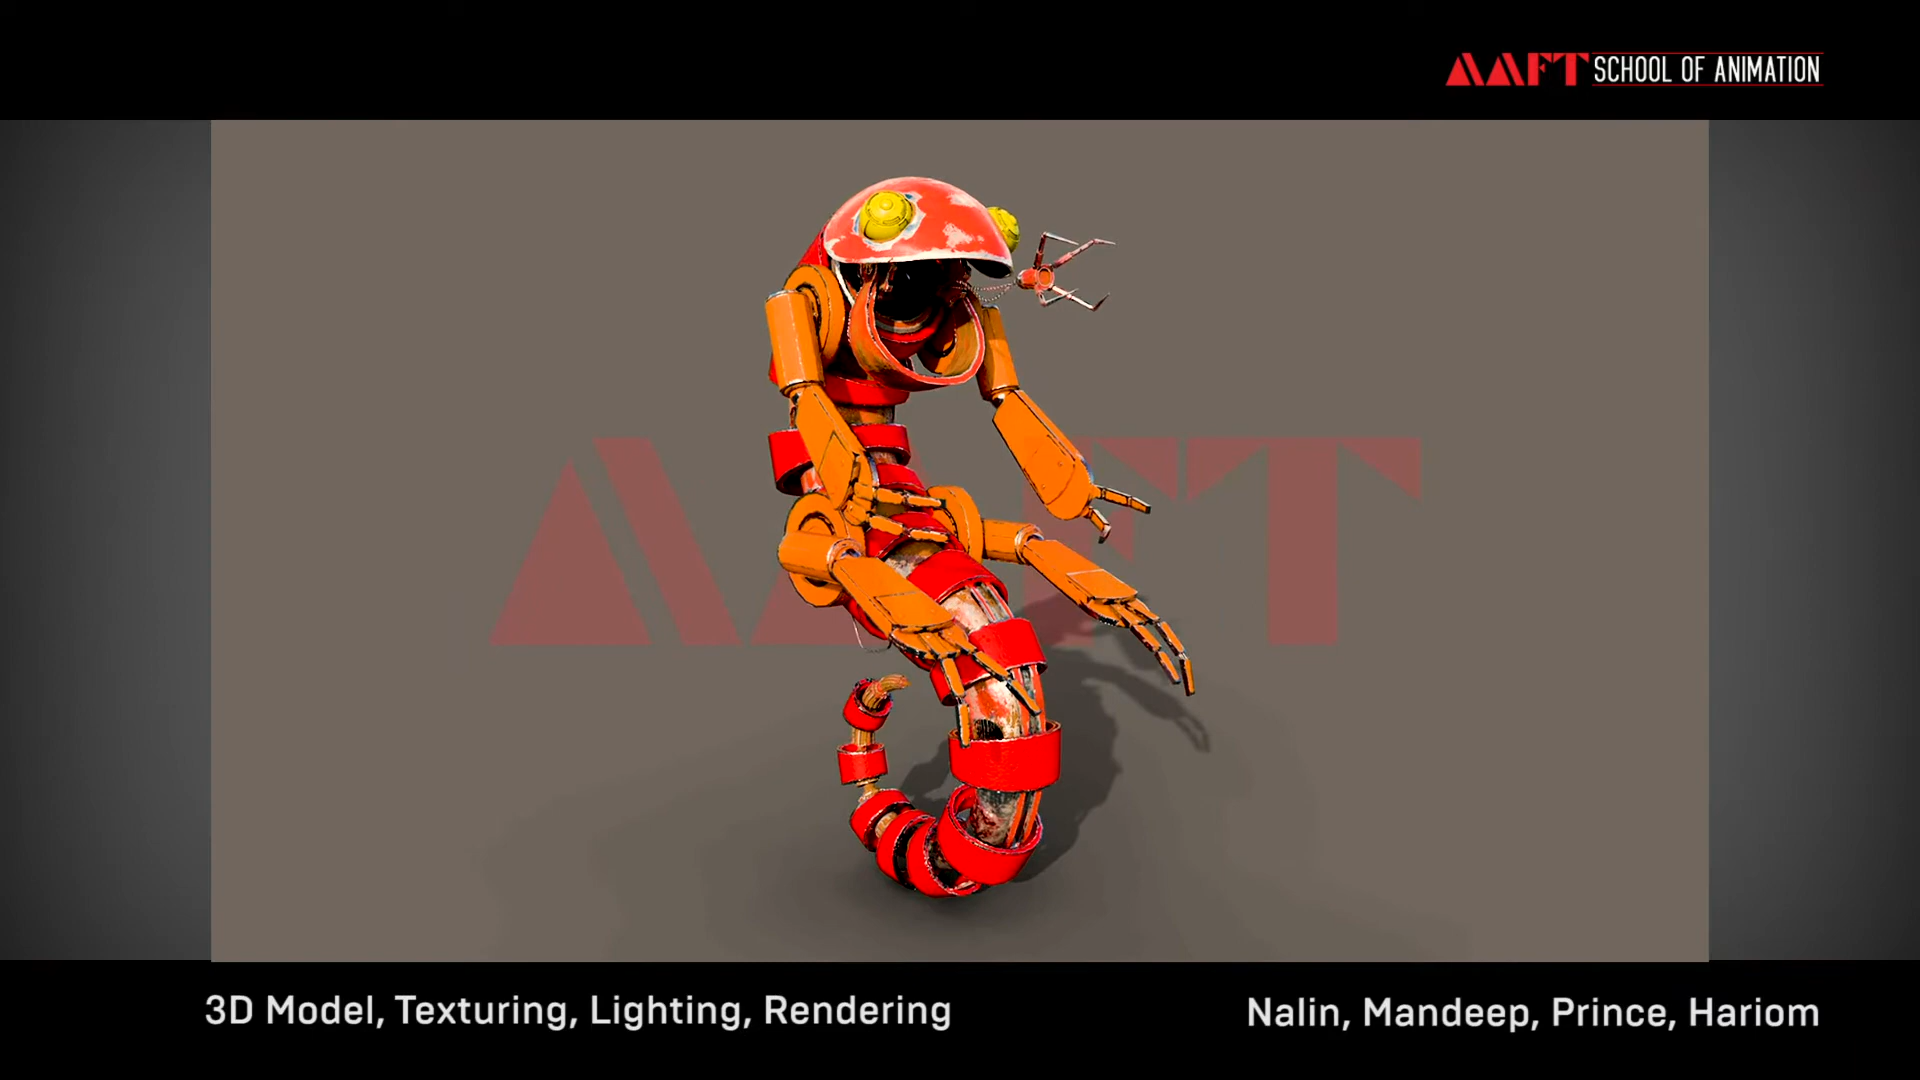 AAFT SCHOOL OF ANIMATION
AAFT
3D Model, Texturing, Lighting, Rendering
Nalin, Mandeep, Prince, Hariom